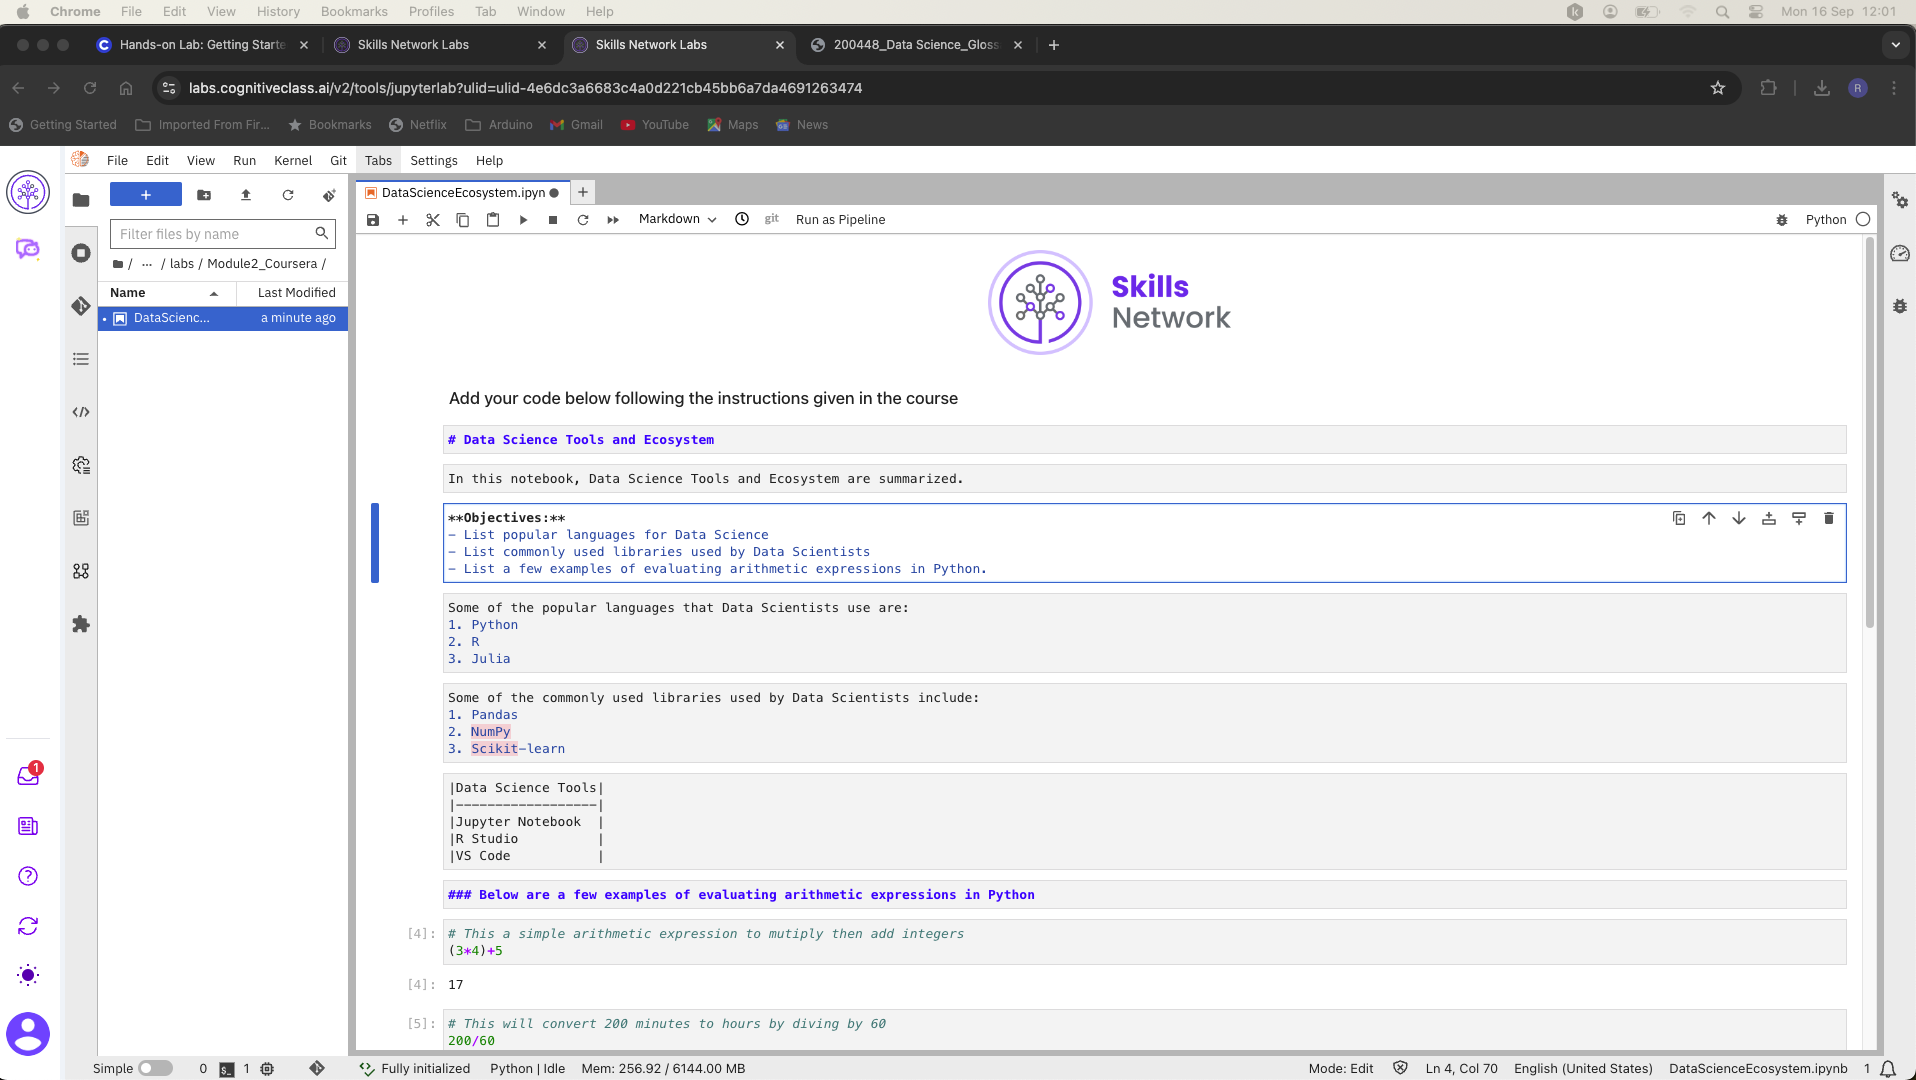 Chrome File Edit View History Bookmarks Profiles Tab Window Help Mon 16 Sep 12:01
Hands-on Lab: Getting Starte Skills Network Labs Skills Network Labs 200448_Data Science_Gloss
labs.cognitiveclass.ai/v2/tools/jupyterlab?ulid=ulid-4e6dc3a6683c4a0d221cb45bb6a7da4691263474 R
Getting Started Imported From Fir... Bookmarks Netflix Arduino Gmail YouTube Maps News
File Edit View Run Kernel Git Tabs Settings Help
DataScienceEcosystem.ipyn
Markdown git Run as Pipeline Python
Filter files by name
/ ... / labs / Module2_Coursera /
Name Last Modified
DataScienc... a minute ago
Skills
Network
Add your code below following the instructions given in the course
# Data Science Tools and Ecosystem
In this notebook, Data Science Tools and Ecosystem are summarized.
**Objectives:**
- List popular languages for Data Science
- List commonly used libraries used by Data Scientists
- List a few examples of evaluating arithmetic expressions in Python.
Some of the popular languages that Data Scientists use are:
1. Python
2. R
3. Julia
Some of the commonly used libraries used by Data Scientists include:
1. Pandas
2. NumPy
3. Scikit-learn
|Data Science Tools|
|------------------|
|Jupyter Notebook  |
|R Studio          |
|VS Code           |
### Below are a few examples of evaluating arithmetic expressions in Python
[4]: # This a simple arithmetic expression to mutiply then add integers
(3*4)+5
[4]: 17
[5]: # This will convert 200 minutes to hours by diving by 60
200/60
1
Simple 0 1 Fully initialized Python | Idle Mem: 256.92 / 6144.00 MB Mode: Edit Ln 4, Col 70 English (United States) DataScienceEcosystem.ipynb 1